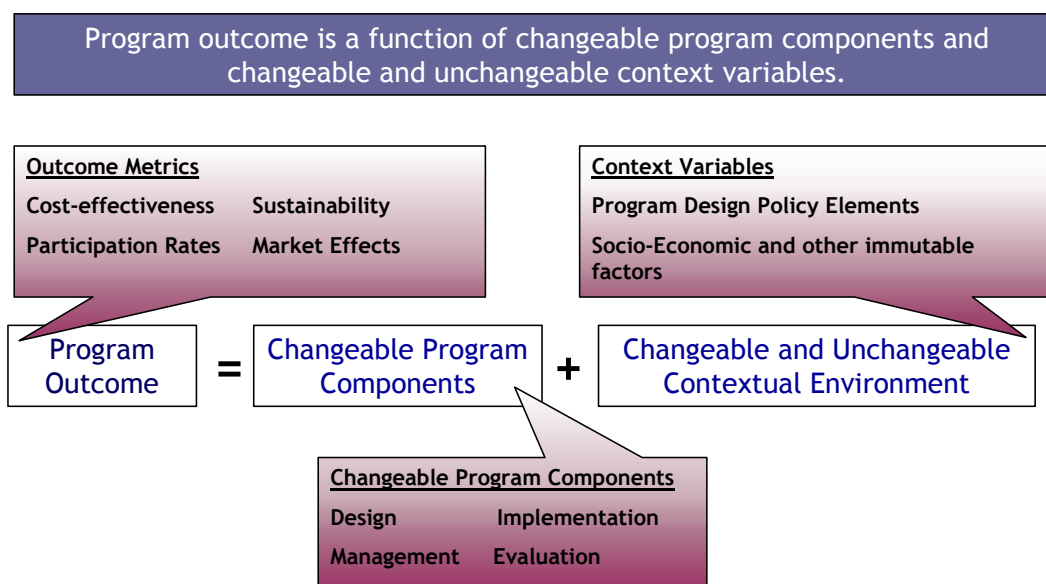 Program outcome is a function of changeable program components and
changeable and unchangeable context variables.
Outcome Metrics
Cost-effectiveness Sustainability
Participation Rates Market Effects
Context Variables
Program Design Policy Elements
Socio-Economic and other immutable
factors
Program
Outcome
=
Changeable Program
Components
+
Changeable and Unchangeable
Contextual Environment
Changeable Program Components
Design Implementation
Management Evaluation